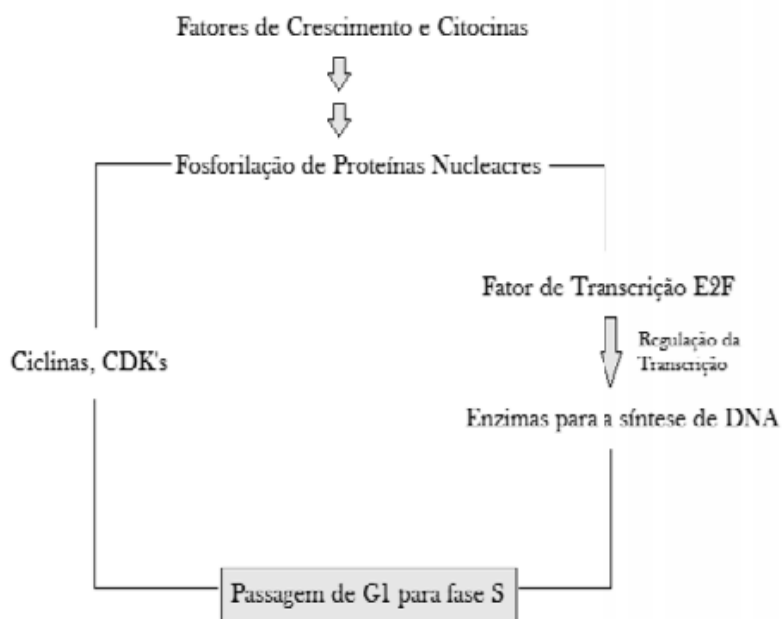 Fatores de Crescimento e Citocinas
Fosforilação de Proteínas Nucleacres
Fator de Transcrição E2F
Regulação da
Transcrição
Ciclinas, CDK's
Enzimas para a síntese de DNA
Passagem de G1 para fase S